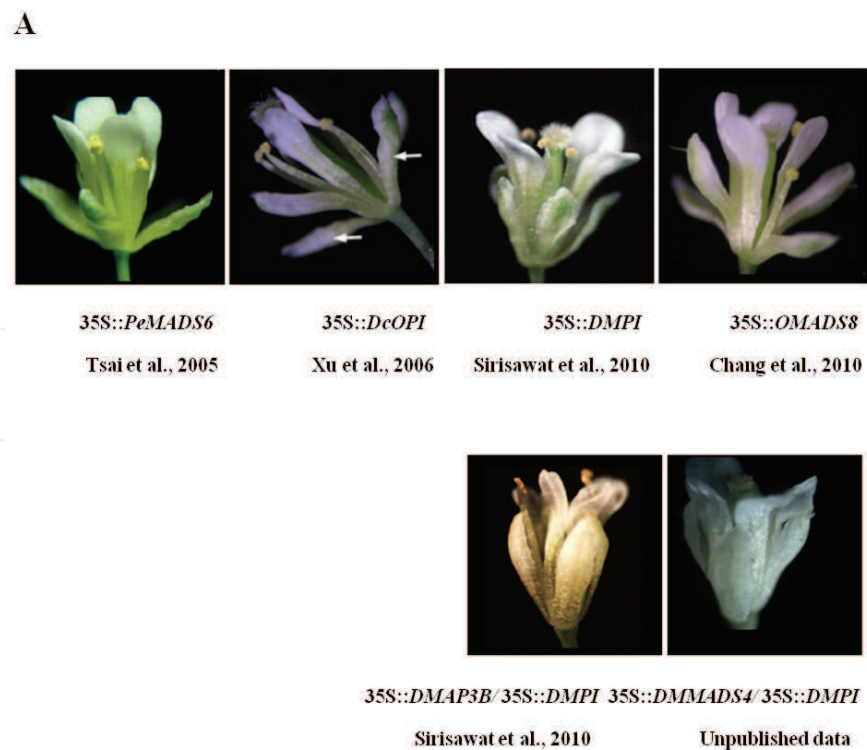 A
35S::PeMADS6 35S::DcOPI 35S::DMPI 35S::OMADS8
Tsai et al., 2005 Xu et al., 2006 Sirisawat et al., 2010 Chang et al., 2010
35S::DMAP3B/35S::DMPI 35S::DMMADS4/35S::DMPI
Sirisawat et al., 2010 Unpublished data